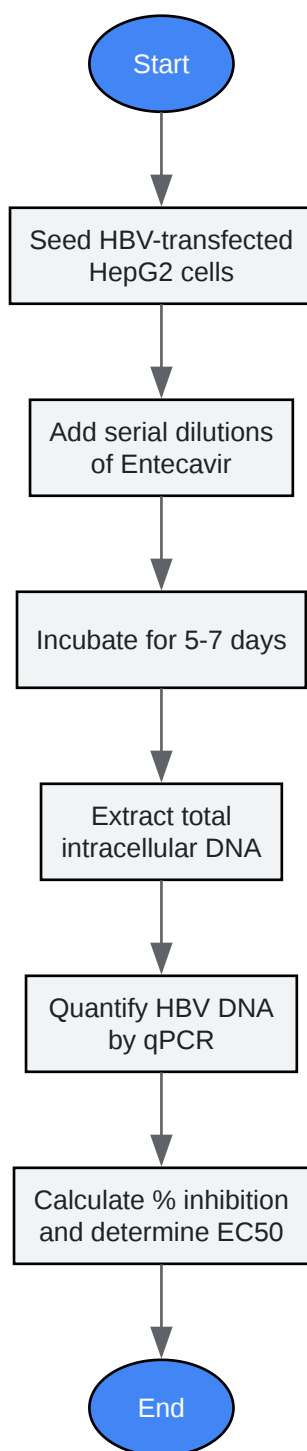 Start
Seed HBV-transfected
HepG2 cells
Add serial dilutions
of Entecavir
Incubate for 5-7 days
Extract total
intracellular DNA
Quantify HBV DNA
by qPCR
Calculate % inhibition
and determine EC50
End